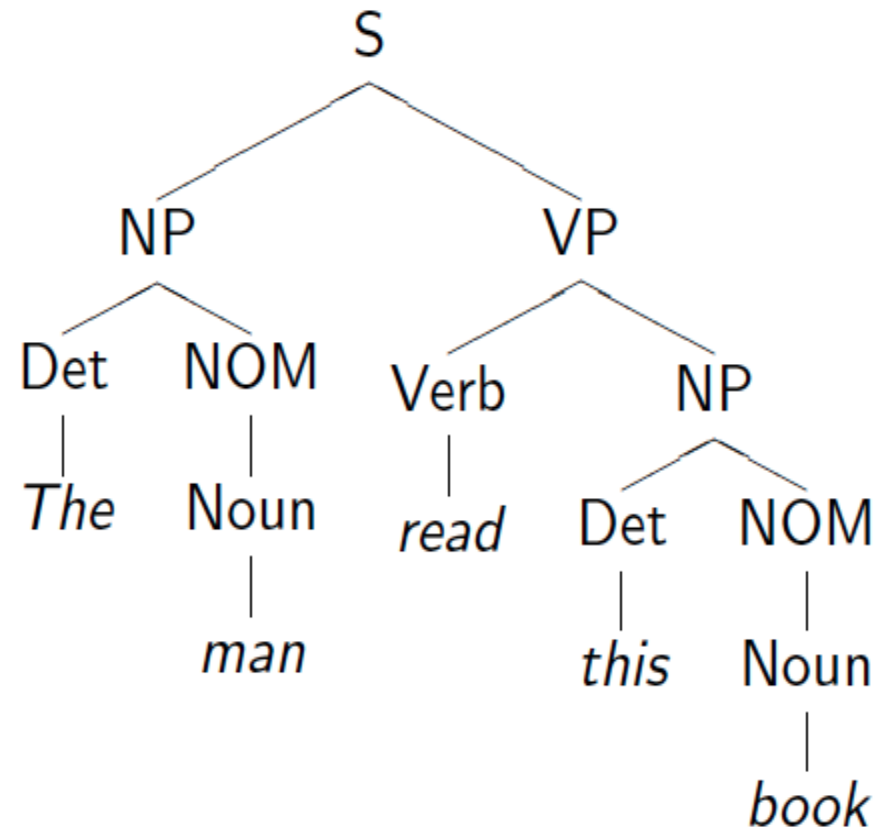 S
NP VP
Det NOM Verb NP
The Noun read Det NOM
man this Noun
book